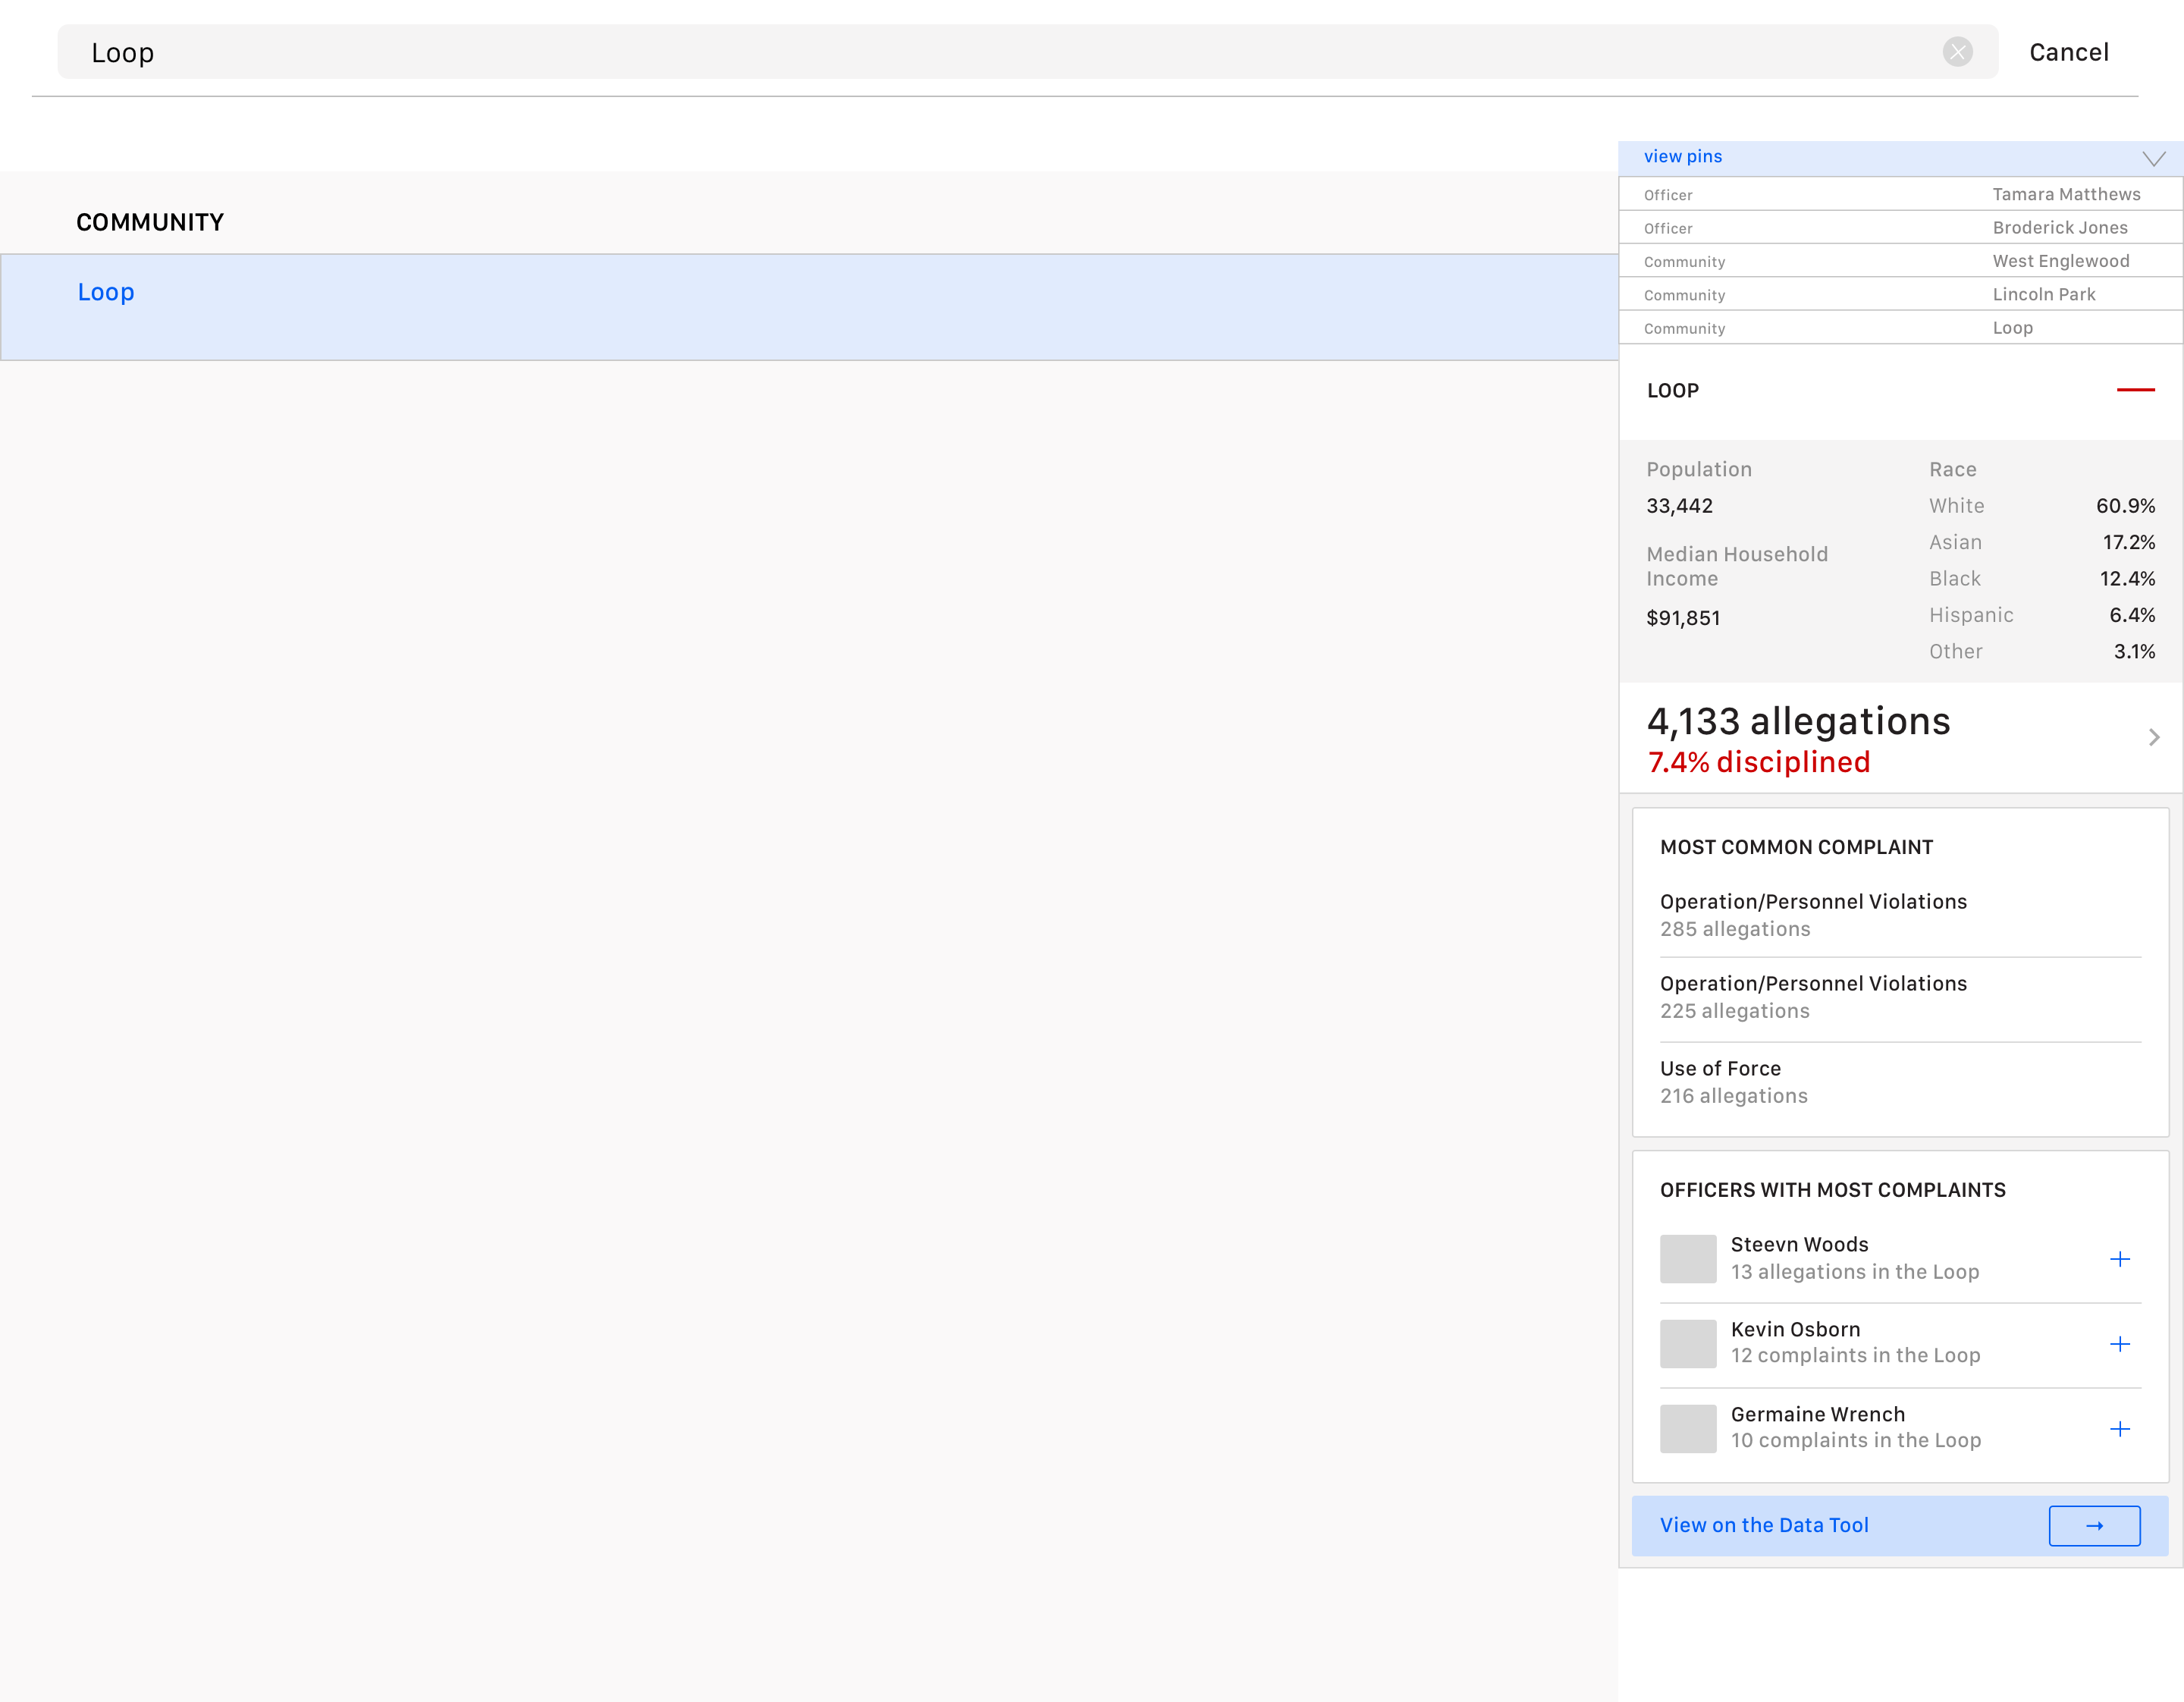 Loop
Cancel
COMMUNITY
Loop
view pins
Officer Tamara Matthews
Officer Broderick Jones
Community West Englewood
Community Lincoln Park
Community Loop
LOOP
Population
33,442
Median Household
Income
$91,851
Race
White 60.9%
Asian 17.2%
Black 12.4%
Hispanic 6.4%
Other 3.1%
4,133 allegations
7.4% disciplined
MOST COMMON COMPLAINT
Operation/Personnel Violations
285 allegations
Operation/Personnel Violations
225 allegations
Use of Force
216 allegations
OFFICERS WITH MOST COMPLAINTS
Steevn Woods
13 allegations in the Loop
Kevin Osborn
12 complaints in the Loop
Germaine Wrench
10 complaints in the Loop
View on the Data Tool →